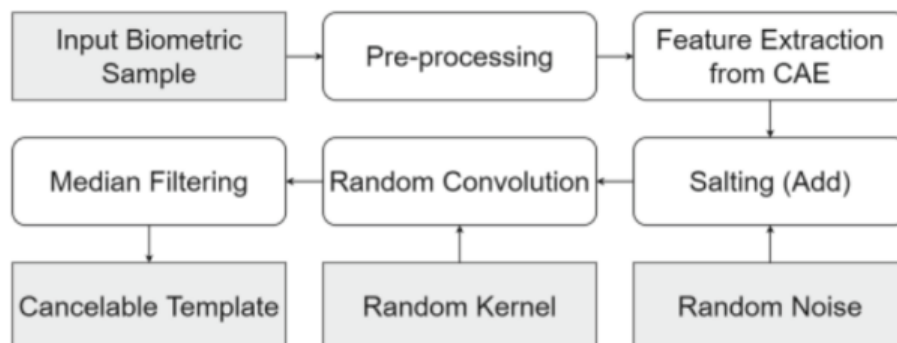 Input Biometric
Sample
Pre-processing
Feature Extraction
from CAE
Median Filtering
Random Convolution
Salting (Add)
Cancelable Template
Random Kernel
Random Noise